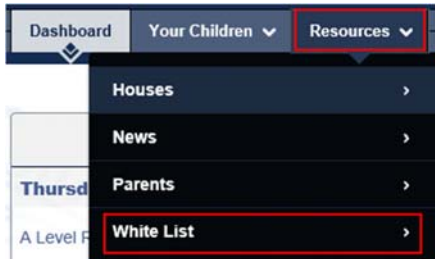 Dashboard Your Children Resources
Houses
News
Thursd Parents
A Level White List